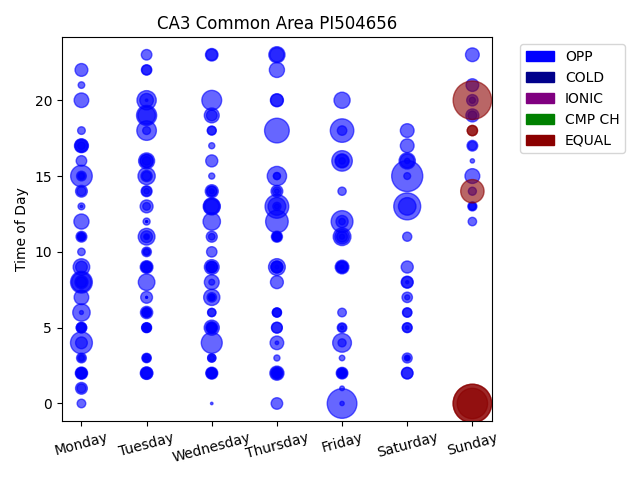 CA3 Common Area PI504656
Time of Day
20
15
10
5
0
Monday
Tuesday
Wednesday
Thursday
Friday
Saturday
Sunday
OPP
COLD
IONIC
CMP CH
EQUAL